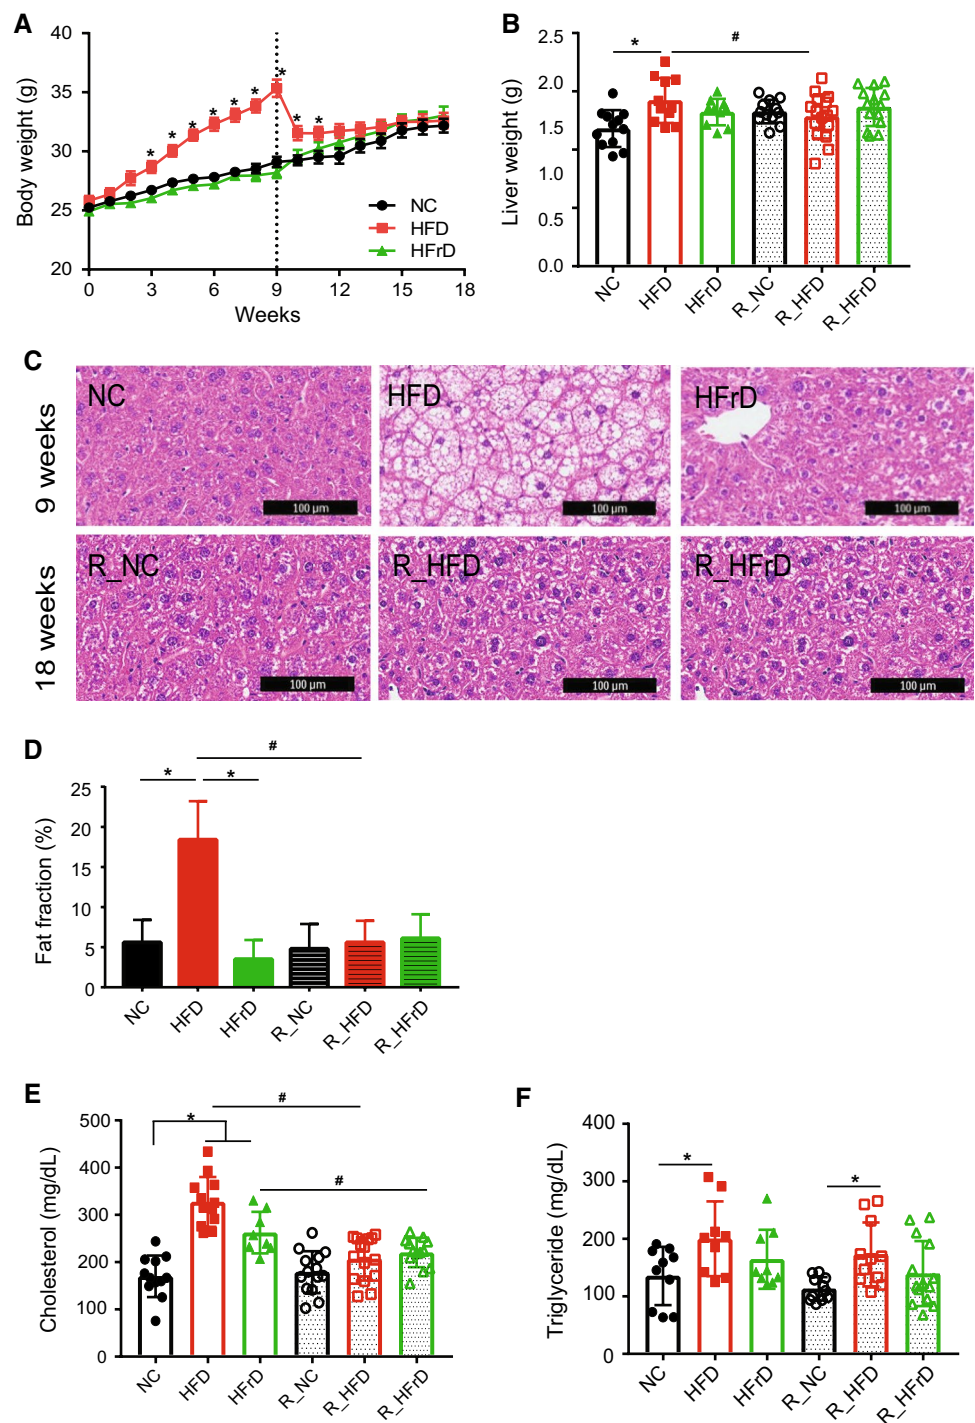 A
Body weight (g)
40
35
30
25
20
* * * * * * * * *
NC
HFD
HFrD
0 3 6 9 12 15 18
Weeks
B
Liver weight (g)
2.5
2.0
1.5
1.0
0.5
0.0
* #
NC HFD HFrD R_NC R_HFD R_HFrD
C
9 weeks
NC HFD HFrD
100 µm 100 µm 100 µm
18 weeks
R_NC R_HFD R_HFrD
100 µm 100 µm 100 µm
D
Fat fraction (%)
25
20
15
10
5
0
#
* *
NC HFD HFrD R_NC R_HFD R_HFrD
E
Cholesterol (mg/dL)
500
400
300
200
100
0
* #
#
NC HFD HFrD R_NC R_HFD R_HFrD
F
Triglyceride (mg/dL)
400
300
200
100
0
* *
NC HFD HFrD R_NC R_HFD R_HFrD